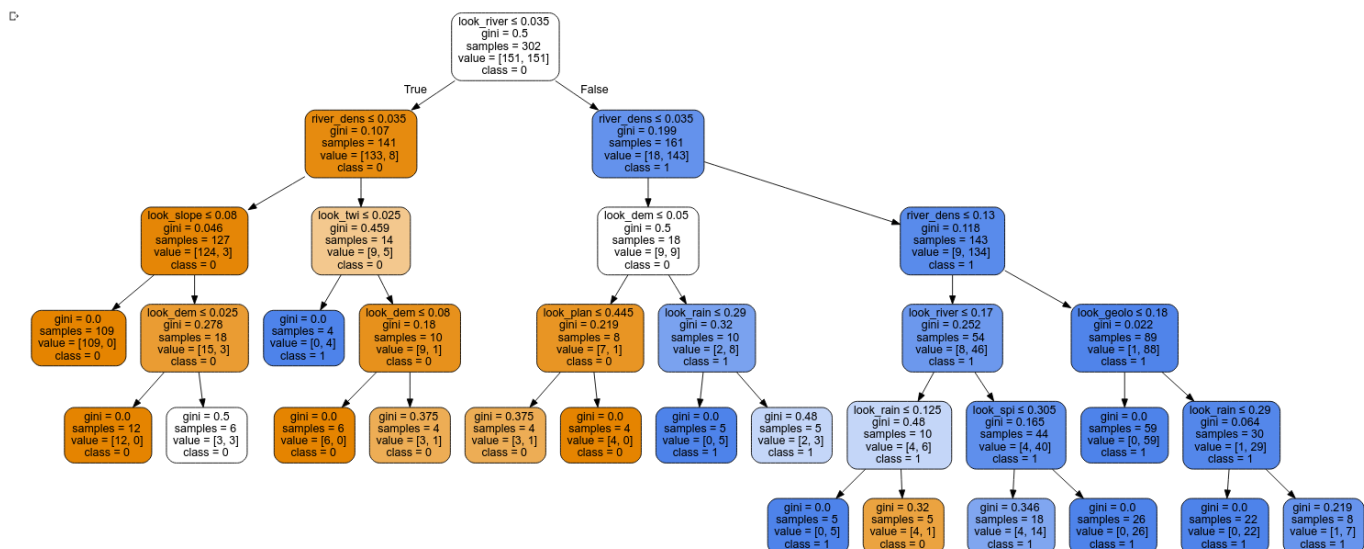 look_river ≤ 0.035
gini = 0.5
samples = 302
value = [151, 151]
class = 0
True
False
river_dens ≤ 0.035
gini = 0.107
samples = 141
value = [133, 8]
class = 0
river_dens ≤ 0.035
gini = 0.199
samples = 161
value = [18, 143]
class = 1
look_slope ≤ 0.08
gini = 0.046
samples = 127
value = [124, 3]
class = 0
look_twi ≤ 0.025
gini = 0.459
samples = 14
value = [9, 5]
class = 0
look_dem ≤ 0.05
gini = 0.5
samples = 18
value = [9, 9]
class = 0
river_dens ≤ 0.13
gini = 0.118
samples = 143
value = [9, 134]
class = 1
gini = 0.0
samples = 109
value = [109, 0]
class = 0
look_dem ≤ 0.025
gini = 0.278
samples = 18
value = [15, 3]
class = 0
gini = 0.0
samples = 4
value = [0, 4]
class = 1
look_dem ≤ 0.08
gini = 0.18
samples = 10
value = [9, 1]
class = 0
look_plan ≤ 0.445
gini = 0.219
samples = 8
value = [7, 1]
class = 0
look_rain ≤ 0.29
gini = 0.32
samples = 10
value = [2, 8]
class = 1
look_river ≤ 0.17
gini = 0.252
samples = 54
value = [8, 46]
class = 1
look_geolo ≤ 0.18
gini = 0.022
samples = 89
value = [1, 88]
class = 1
gini = 0.0
samples = 12
value = [12, 0]
class = 0
gini = 0.5
samples = 6
value = [3, 3]
class = 0
gini = 0.0
samples = 6
value = [6, 0]
class = 0
gini = 0.375
samples = 4
value = [3, 1]
class = 0
gini = 0.375
samples = 4
value = [3, 1]
class = 0
gini = 0.0
samples = 4
value = [4, 0]
class = 0
gini = 0.0
samples = 5
value = [0, 5]
class = 1
gini = 0.48
samples = 5
value = [2, 3]
class = 1
look_rain ≤ 0.125
gini = 0.48
samples = 10
value = [4, 6]
class = 1
look_spi ≤ 0.305
gini = 0.165
samples = 44
value = [4, 40]
class = 1
gini = 0.0
samples = 59
value = [0, 59]
class = 1
look_rain ≤ 0.29
gini = 0.064
samples = 30
value = [1, 29]
class = 1
gini = 0.0
samples = 5
value = [0, 5]
class = 1
gini = 0.32
samples = 5
value = [4, 1]
class = 0
gini = 0.346
samples = 18
value = [4, 14]
class = 1
gini = 0.0
samples = 26
value = [0, 26]
class = 1
gini = 0.0
samples = 22
value = [0, 22]
class = 1
gini = 0.219
samples = 8
value = [1, 7]
class = 1